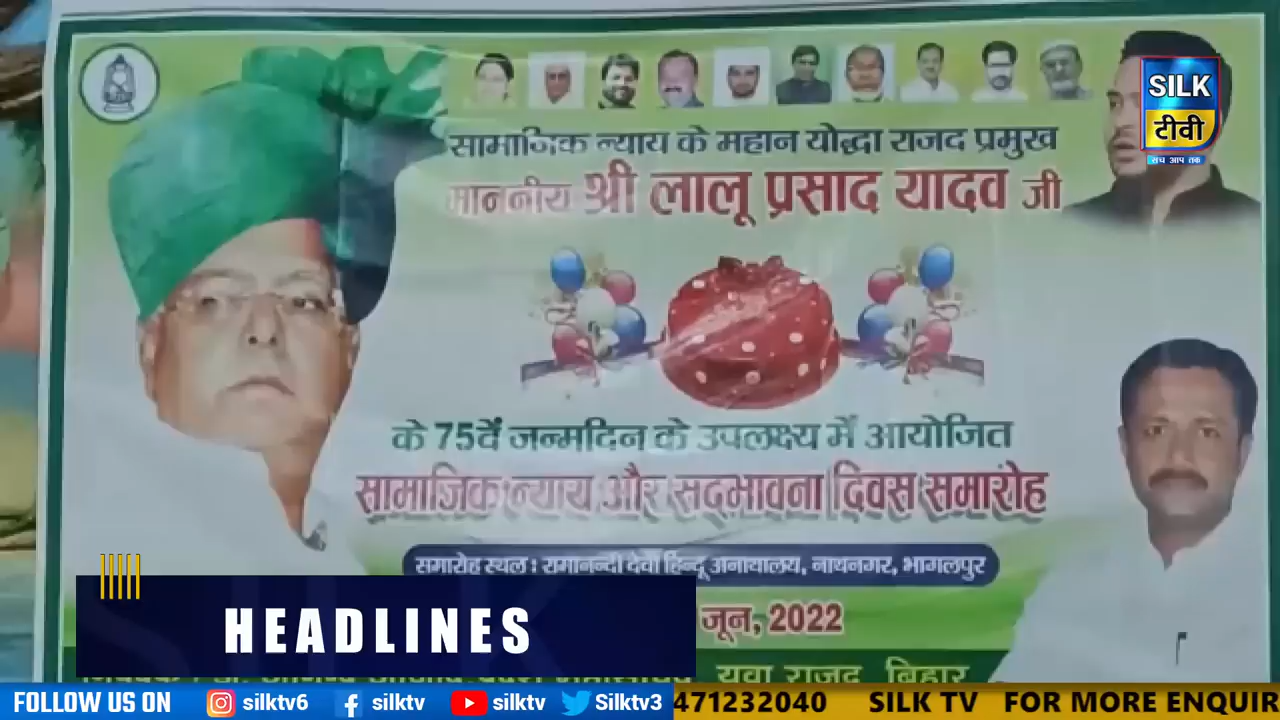 SILK
टीवी
सच आप तक
सामाजिक न्याय के महान योद्धा राजद प्रमुख
माननीय श्री लालू प्रसाद यादव जी
के 75वें जन्मदिन के उपलक्ष्य में आयोजित
सामाजिक न्याय और सद्भावना दिवस समारोह
समारोह स्थल : रामानन्दी देवी हिन्दू अनाथालय, नाथनगर, भागलपुर
जून, 2022
HEADLINES
युवा राजद, बिहार
FOLLOW US ON silktv6 silktv silktv Silktv3 471232040 SILK TV FOR MORE ENQUIR